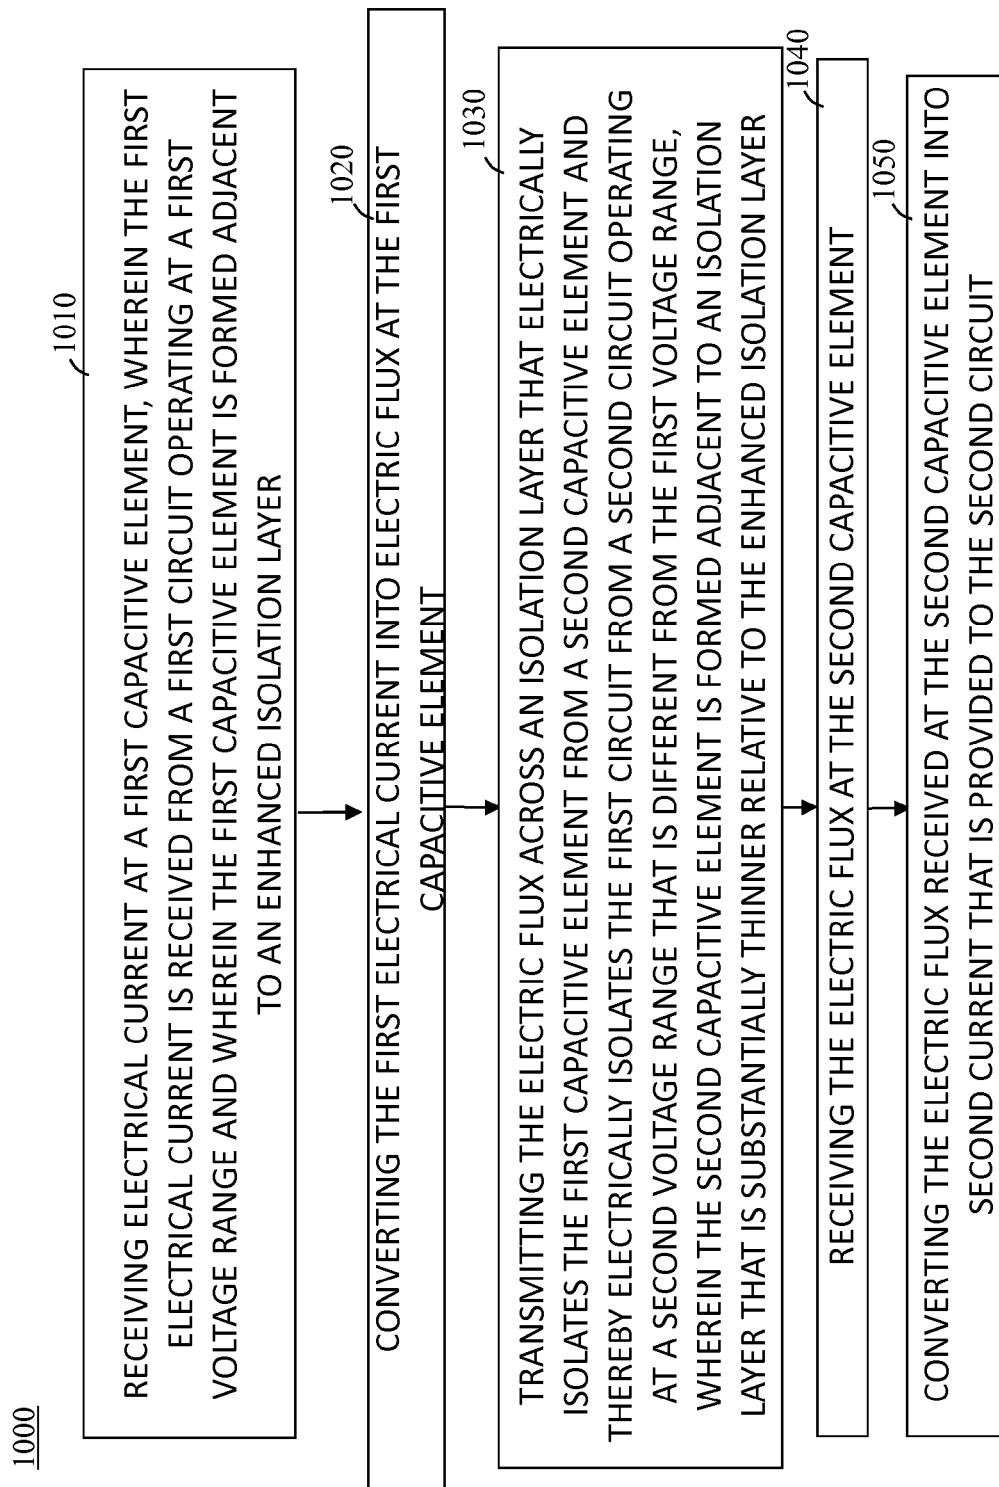 1000
1010
RECEIVING ELECTRICAL CURRENT AT A FIRST CAPACITIVE ELEMENT, WHEREIN THE FIRST
ELECTRICAL CURRENT IS RECEIVED FROM A FIRST CIRCUIT OPERATING AT A FIRST
VOLTAGE RANGE AND WHEREIN THE FIRST CAPACITIVE ELEMENT IS FORMED ADJACENT
TO AN ENHANCED ISOLATION LAYER
1020
CONVERTING THE FIRST ELECTRICAL CURRENT INTO ELECTRIC FLUX AT THE FIRST
CAPACITIVE ELEMENT
1030
TRANSMITTING THE ELECTRIC FLUX ACROSS AN ISOLATION LAYER THAT ELECTRICALLY
ISOLATES THE FIRST CAPACITIVE ELEMENT FROM A SECOND CAPACITIVE ELEMENT AND
THEREBY ELECTRICALLY ISOLATES THE FIRST CIRCUIT FROM A SECOND CIRCUIT OPERATING
AT A SECOND VOLTAGE RANGE THAT IS DIFFERENT FROM THE FIRST VOLTAGE RANGE,
WHEREIN THE SECOND CAPACITIVE ELEMENT IS FORMED ADJACENT TO AN ISOLATION
LAYER THAT IS SUBSTANTIALLY THINNER RELATIVE TO THE ENHANCED ISOLATION LAYER
1040
RECEIVING THE ELECTRIC FLUX AT THE SECOND CAPACITIVE ELEMENT
1050
CONVERTING THE ELECTRIC FLUX RECEIVED AT THE SECOND CAPACITIVE ELEMENT INTO
SECOND CURRENT THAT IS PROVIDED TO THE SECOND CIRCUIT